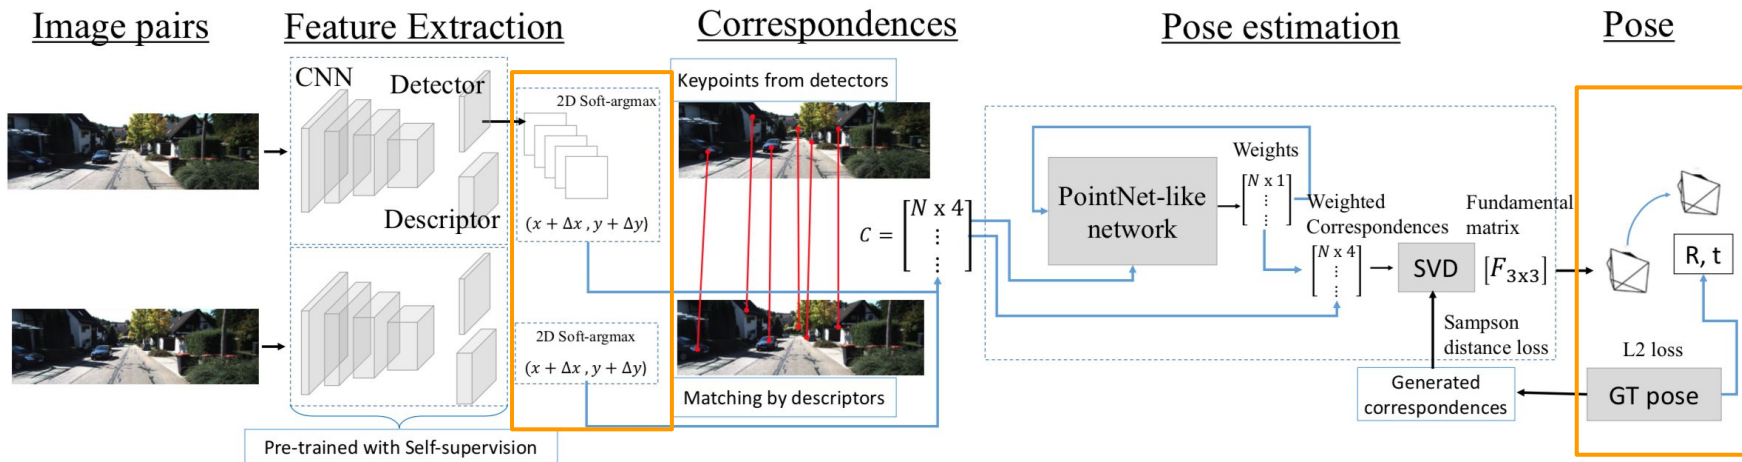 Image pairs
Feature Extraction
Correspondences
Pose estimation
Pose
CNN
Detector
Descriptor
2D Soft-argmax
(x + Δx , y + Δy)
2D Soft-argmax
(x + Δx , y + Δy)
Pre-trained with Self-supervision
Keypoints from detectors
Matching by descriptors
C = [N x 4 ⋮ ⋮]
PointNet-like
network
Weights
[N x 1 ⋮ ⋮]
Weighted
Correspondences
[N x 4 ⋮ ⋮]
SVD
Fundamental
matrix
[F3x3]
Sampson
distance loss
Generated
correspondences
R, t
L2 loss
GT pose